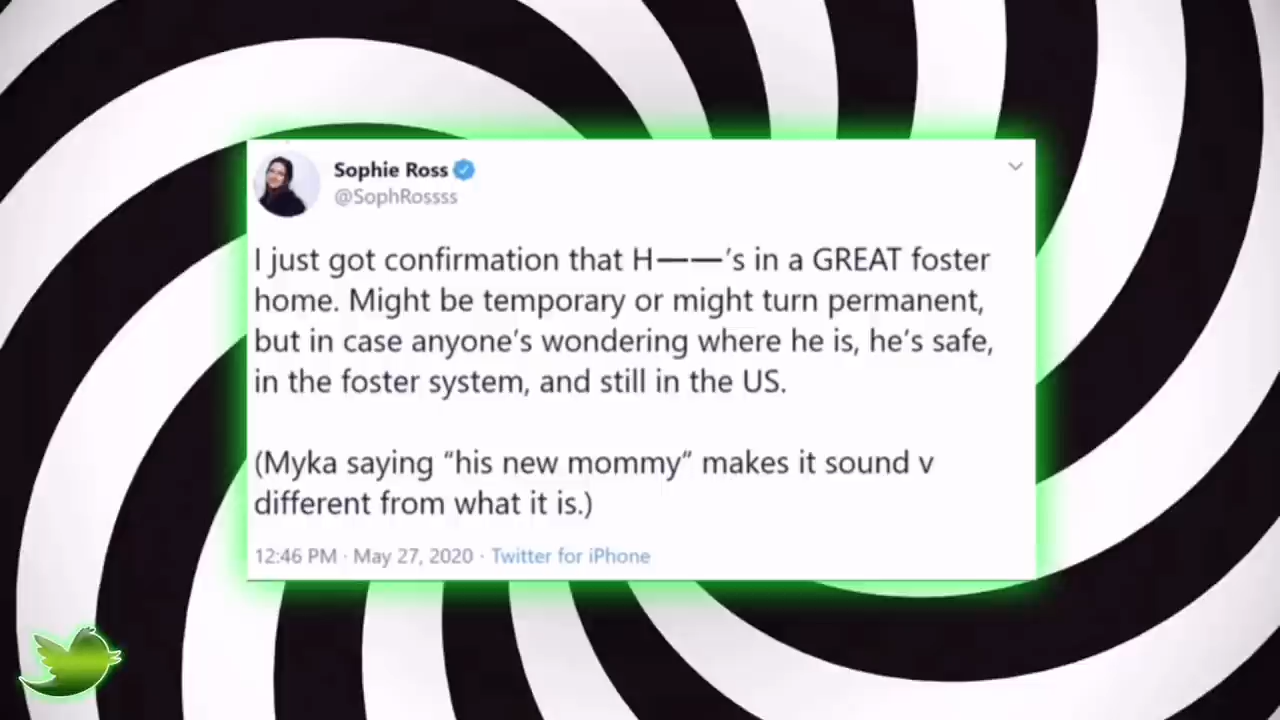 Sophie Ross
@SophRossss
I just got confirmation that H——'s in a GREAT foster
home. Might be temporary or might turn permanent,
but in case anyone's wondering where he is, he's safe,
in the foster system, and still in the US.
(Myka saying “his new mommy” makes it sound v
different from what it is.)
12:46 PM · May 27, 2020 · Twitter for iPhone